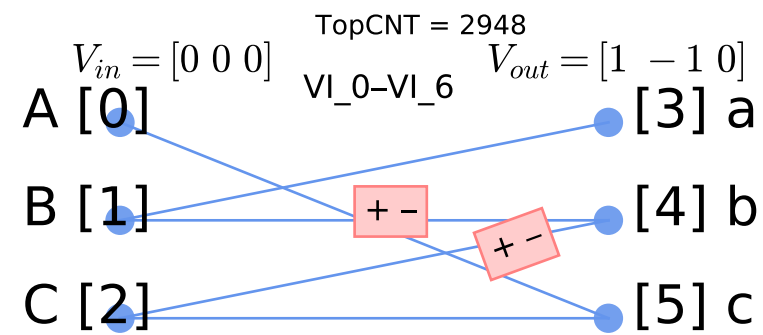 TopCNT = 2948
V_in = [0 0 0]
V_out = [1 −1 0]
VI_0–VI_6
A [0]
[3] a
B [1]
+ −
[4] b
+ −
C [2]
[5] c